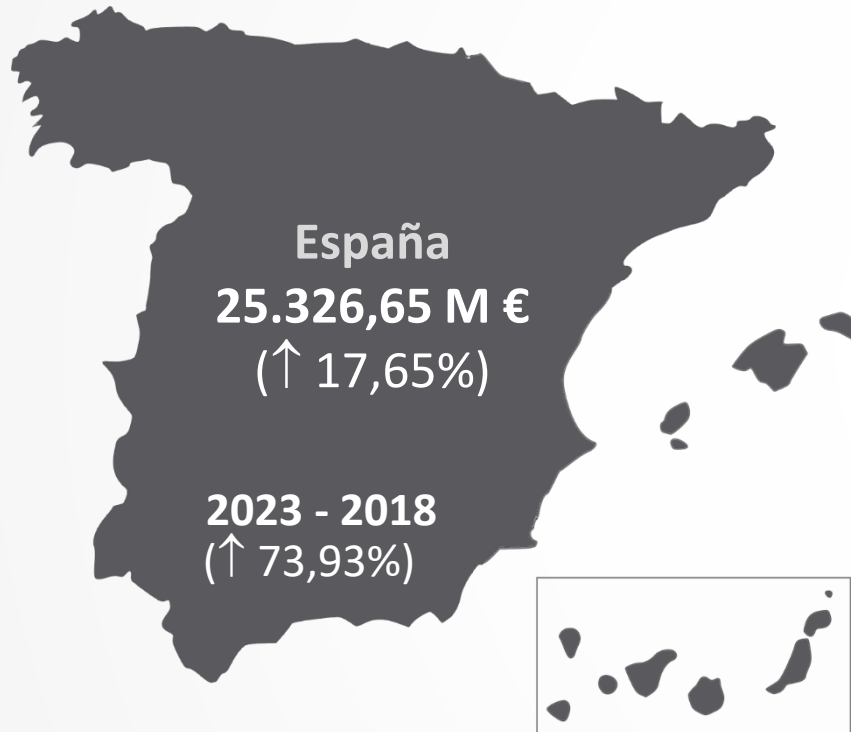 España
25.326,65 M €
(↑ 17,65%)
2023 - 2018
(↑ 73,93%)